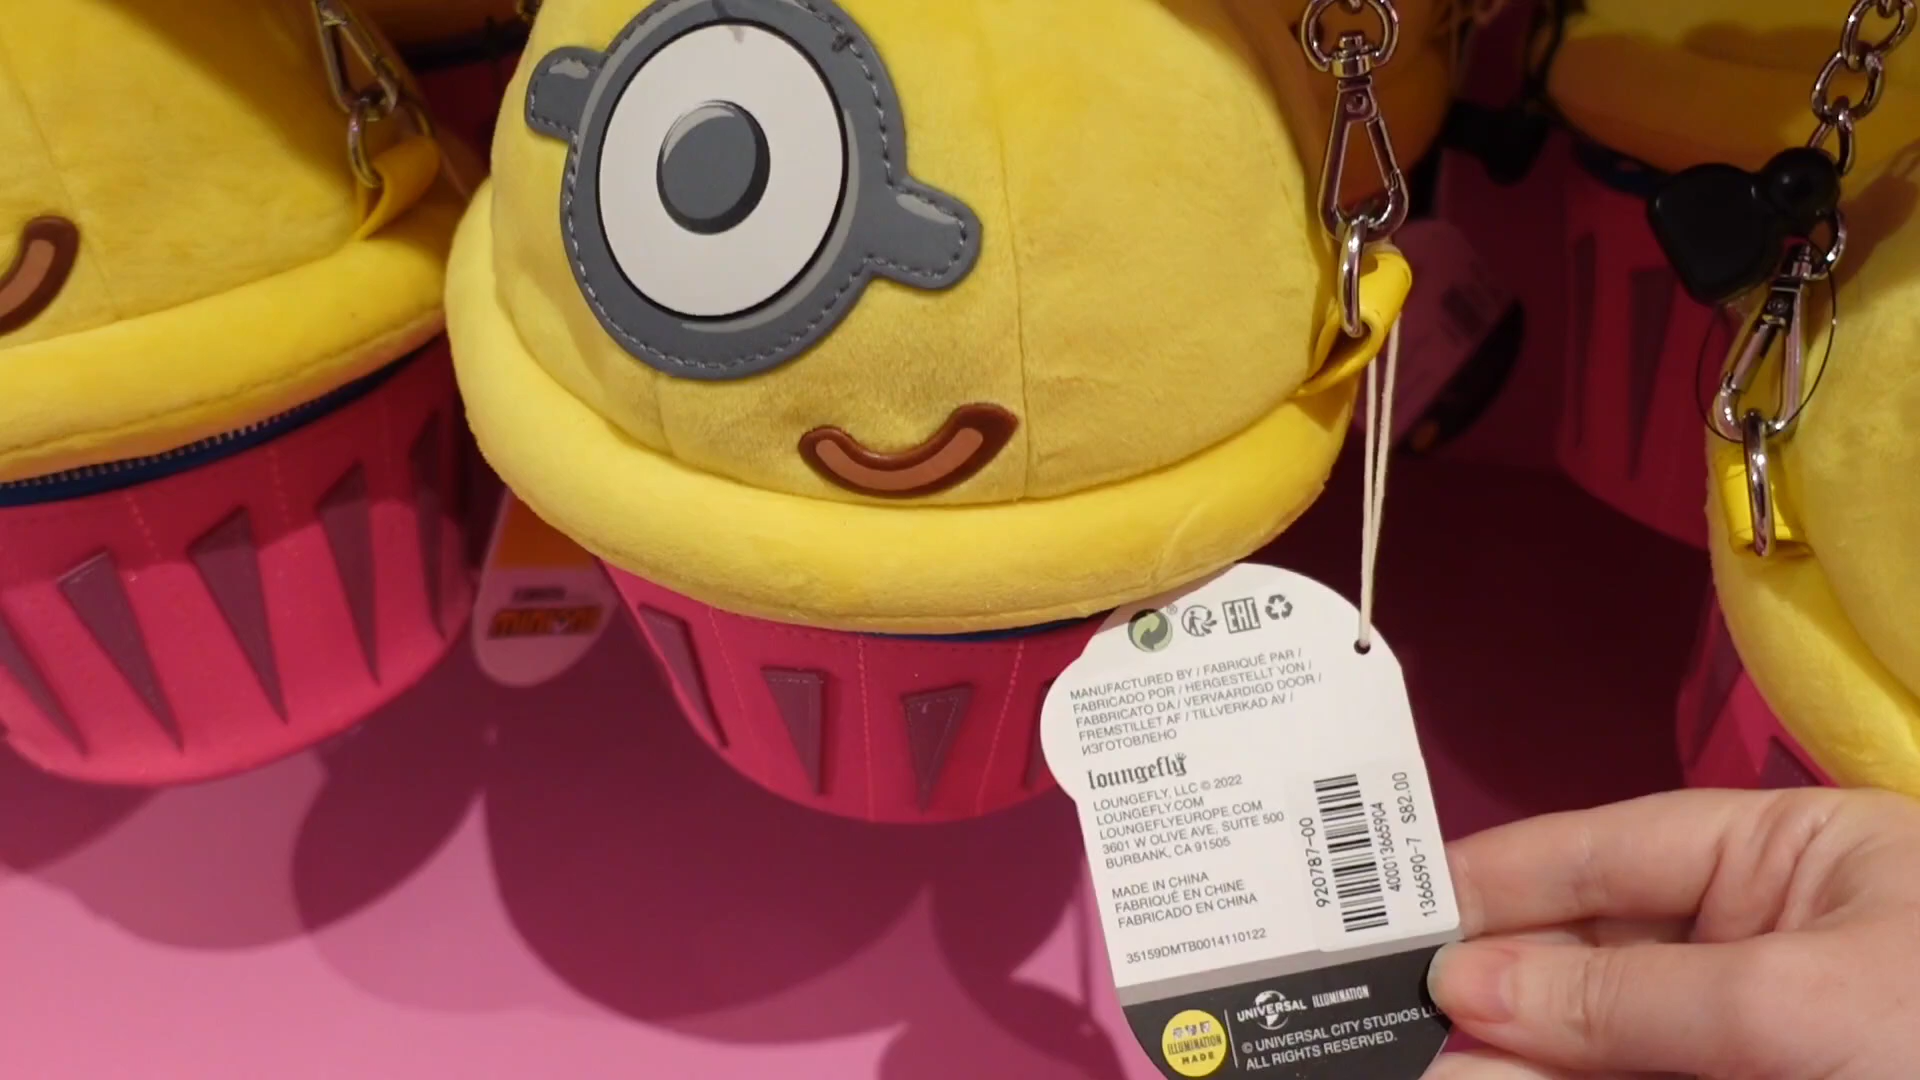 MINIONS
®
EAC
MANUFACTURED BY / FABRIQUÉ PAR /
FABRICADO POR / HERGESTELLT VON /
FABBRICATO DA / VERVAARDIGD DOOR /
FREMSTILLET AF / TILLVERKAD AV /
ИЗГОТОВЛЕНО
loungefly
LOUNGEFLY, LLC © 2022
LOUNGEFLY.COM
LOUNGEFLYEUROPE.COM
3601 W OLIVE AVE, SUITE 500
BURBANK, CA 91505
MADE IN CHINA
FABRIQUÉ EN CHINE
FABRICADO EN CHINA
35159DMTB0014110122
920787-00
400013665904
1366590-7 $82.00
ILLUMINATION
MADE
UNIVERSAL ILLUMINATION
© UNIVERSAL CITY STUDIOS
ALL RIGHTS RESERVED.